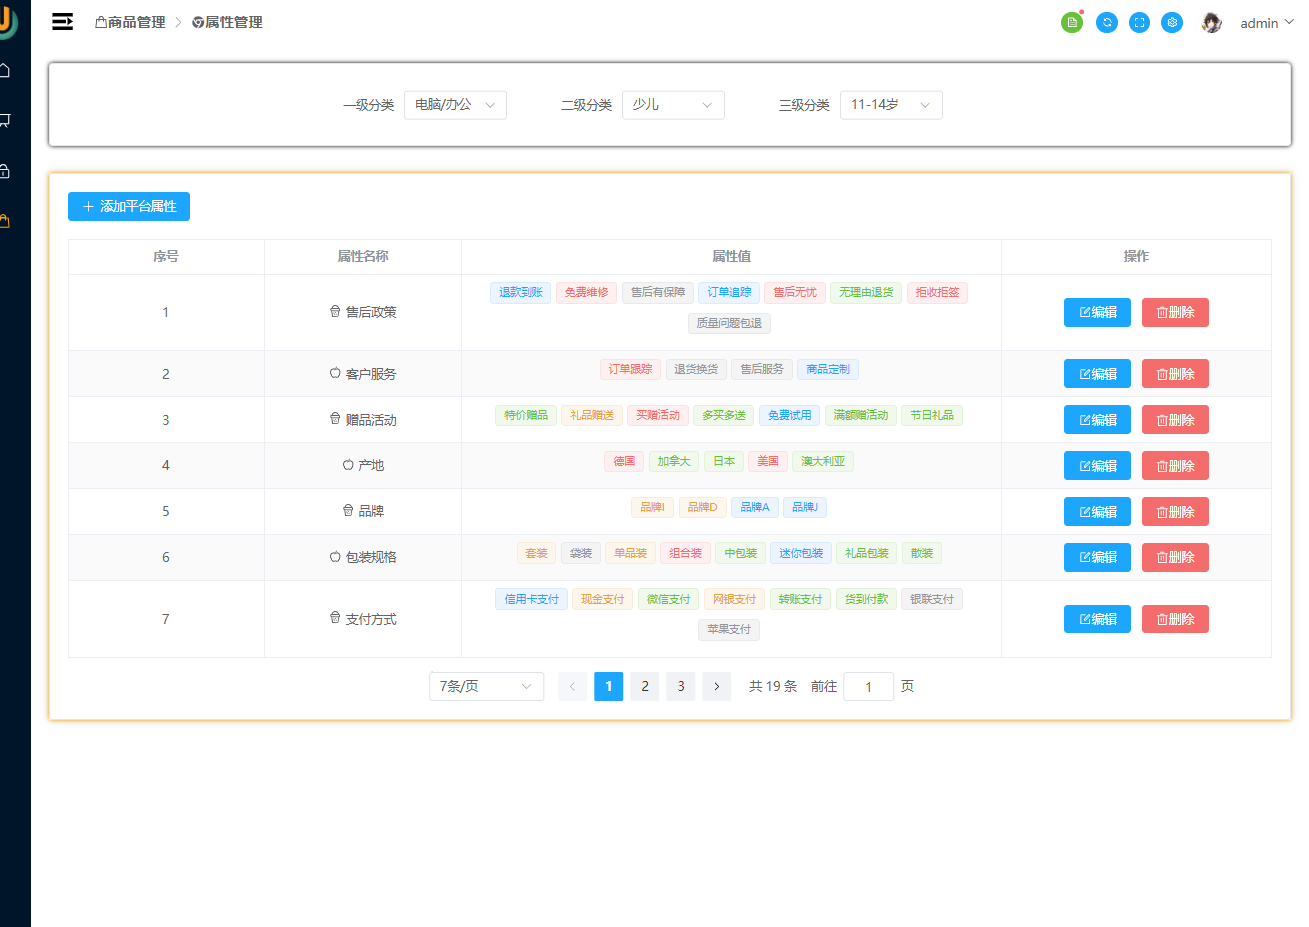 商品管理 属性管理 admin
一级分类 电脑/办公 二级分类 少儿 三级分类 11-14岁
添加平台属性
序号 属性名称 属性值 操作
1 售后政策 退款到账 免费维修 售后有保障 订单追踪 售后无忧 无理由退货 拒收拒签 编辑 删除
质量问题包退
2 客户服务 订单跟踪 退货换货 售后服务 商品定制 编辑 删除
3 赠品活动 特价赠品 礼品赠送 买赠活动 多买多送 免费试用 满额赠活动 节日礼品 编辑 删除
4 产地 德国 加拿大 日本 美国 澳大利亚 编辑 删除
5 品牌 品牌I 品牌D 品牌A 品牌J 编辑 删除
6 包装规格 套装 袋装 单品装 组合装 中包装 迷你包装 礼品包装 散装 编辑 删除
7 支付方式 信用卡支付 现金支付 微信支付 网银支付 转账支付 货到付款 银联支付 编辑 删除
苹果支付
7条/页 1 2 3 共 19 条 前往 1 页